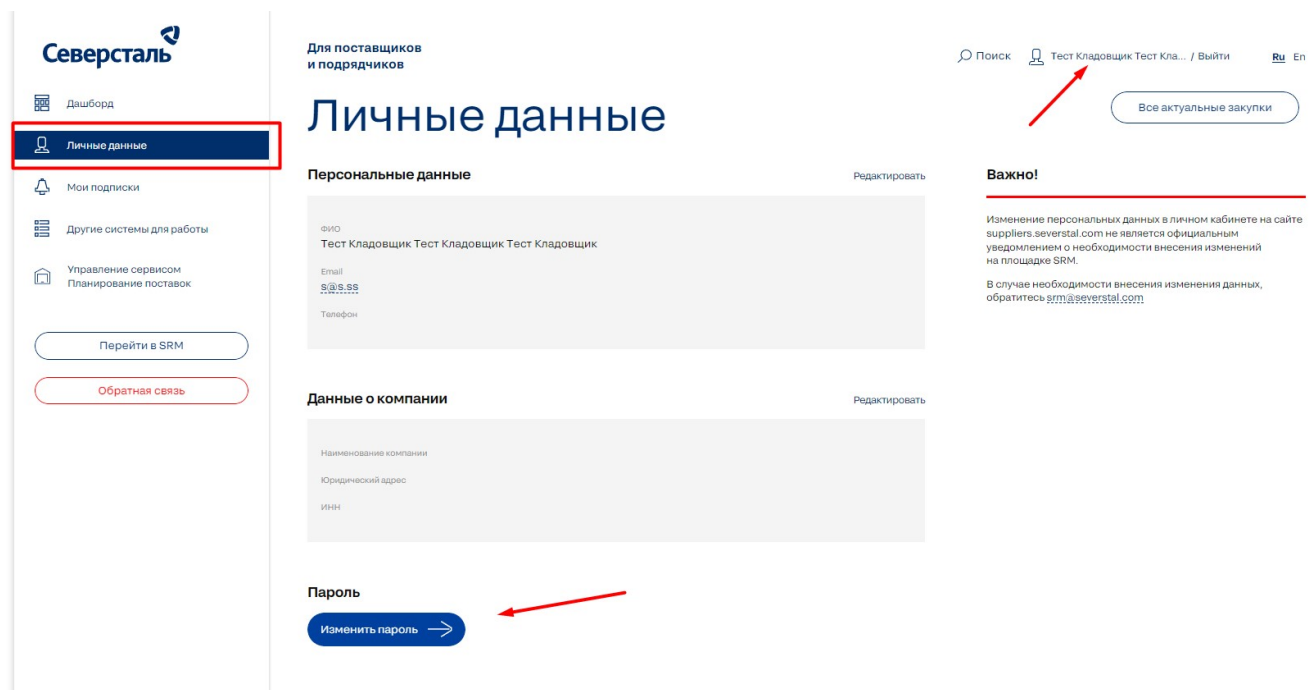 Северсталь
Дашборд
Личные данные
Мои подписки
Другие системы для работы
Управление сервисом
Планирование поставок
Перейти в SRM
Обратная связь
Для поставщиков
и подрядчиков
Поиск
Тест Кладовщик Тест Кла... / Выйти
Ru En
Личные данные
Все актуальные закупки
Персональные данные
Редактировать
ФИО
Тест Кладовщик Тест Кладовщик Тест Кладовщик
Email
s@s.ss
Телефон
Данные о компании
Редактировать
Наименование компании
Юридический адрес
ИНН
Пароль
Изменить пароль
Важно!
Изменение персональных данных в личном кабинете на сайте
suppliers.severstal.com не является официальным
уведомлением о необходимости внесения изменений
на площадке SRM.
В случае необходимости внесения изменения данных,
обратитесь srm@severstal.com